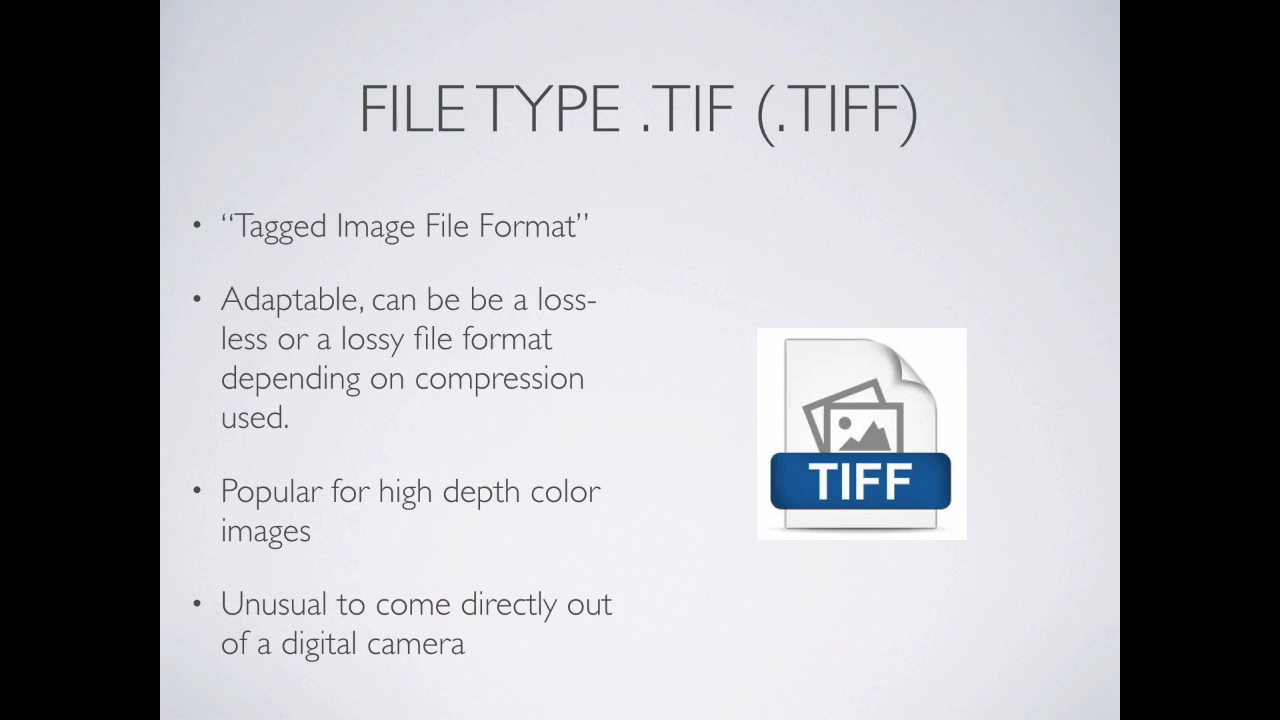 FILE TYPE .TIF (.TIFF)
• “Tagged Image File Format”
• Adaptable, can be be a loss-
less or a lossy file format
depending on compression
used.
• Popular for high depth color
images
• Unusual to come directly out
of a digital camera
TIFF